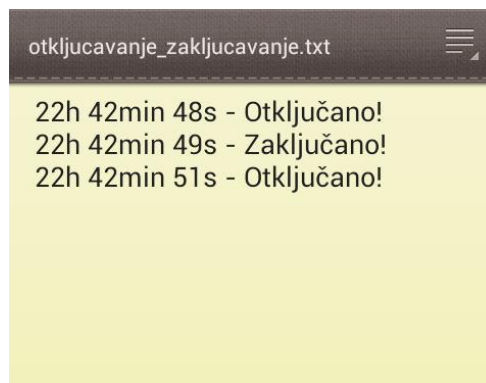 otkljucavanje_zakljucavanje.txt
22h 42min 48s - Otključano!
22h 42min 49s - Zaključano!
22h 42min 51s - Otključano!